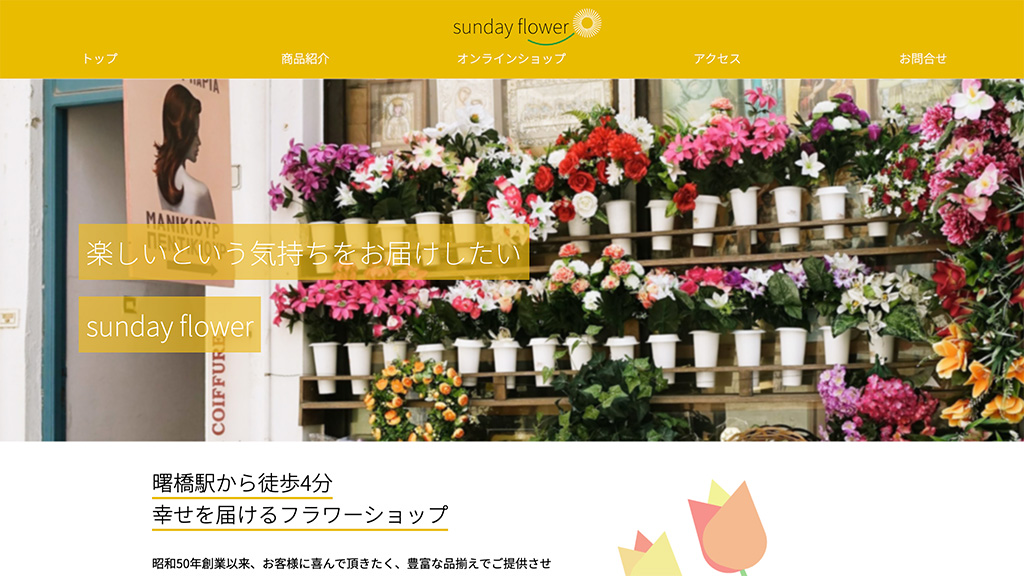 sunday flower
トップ
商品紹介
オンラインショップ
アクセス
お問合せ
ΜΑΝΙΚΙΟΥΡ
楽しいという気持ちをお届けしたい
sunday flower
COIFFURE
曙橋駅から徒歩4分
幸せを届けるフラワーショップ
昭和50年創業以来、お客様に喜んで頂きたく、豊富な品揃えでご提供させ